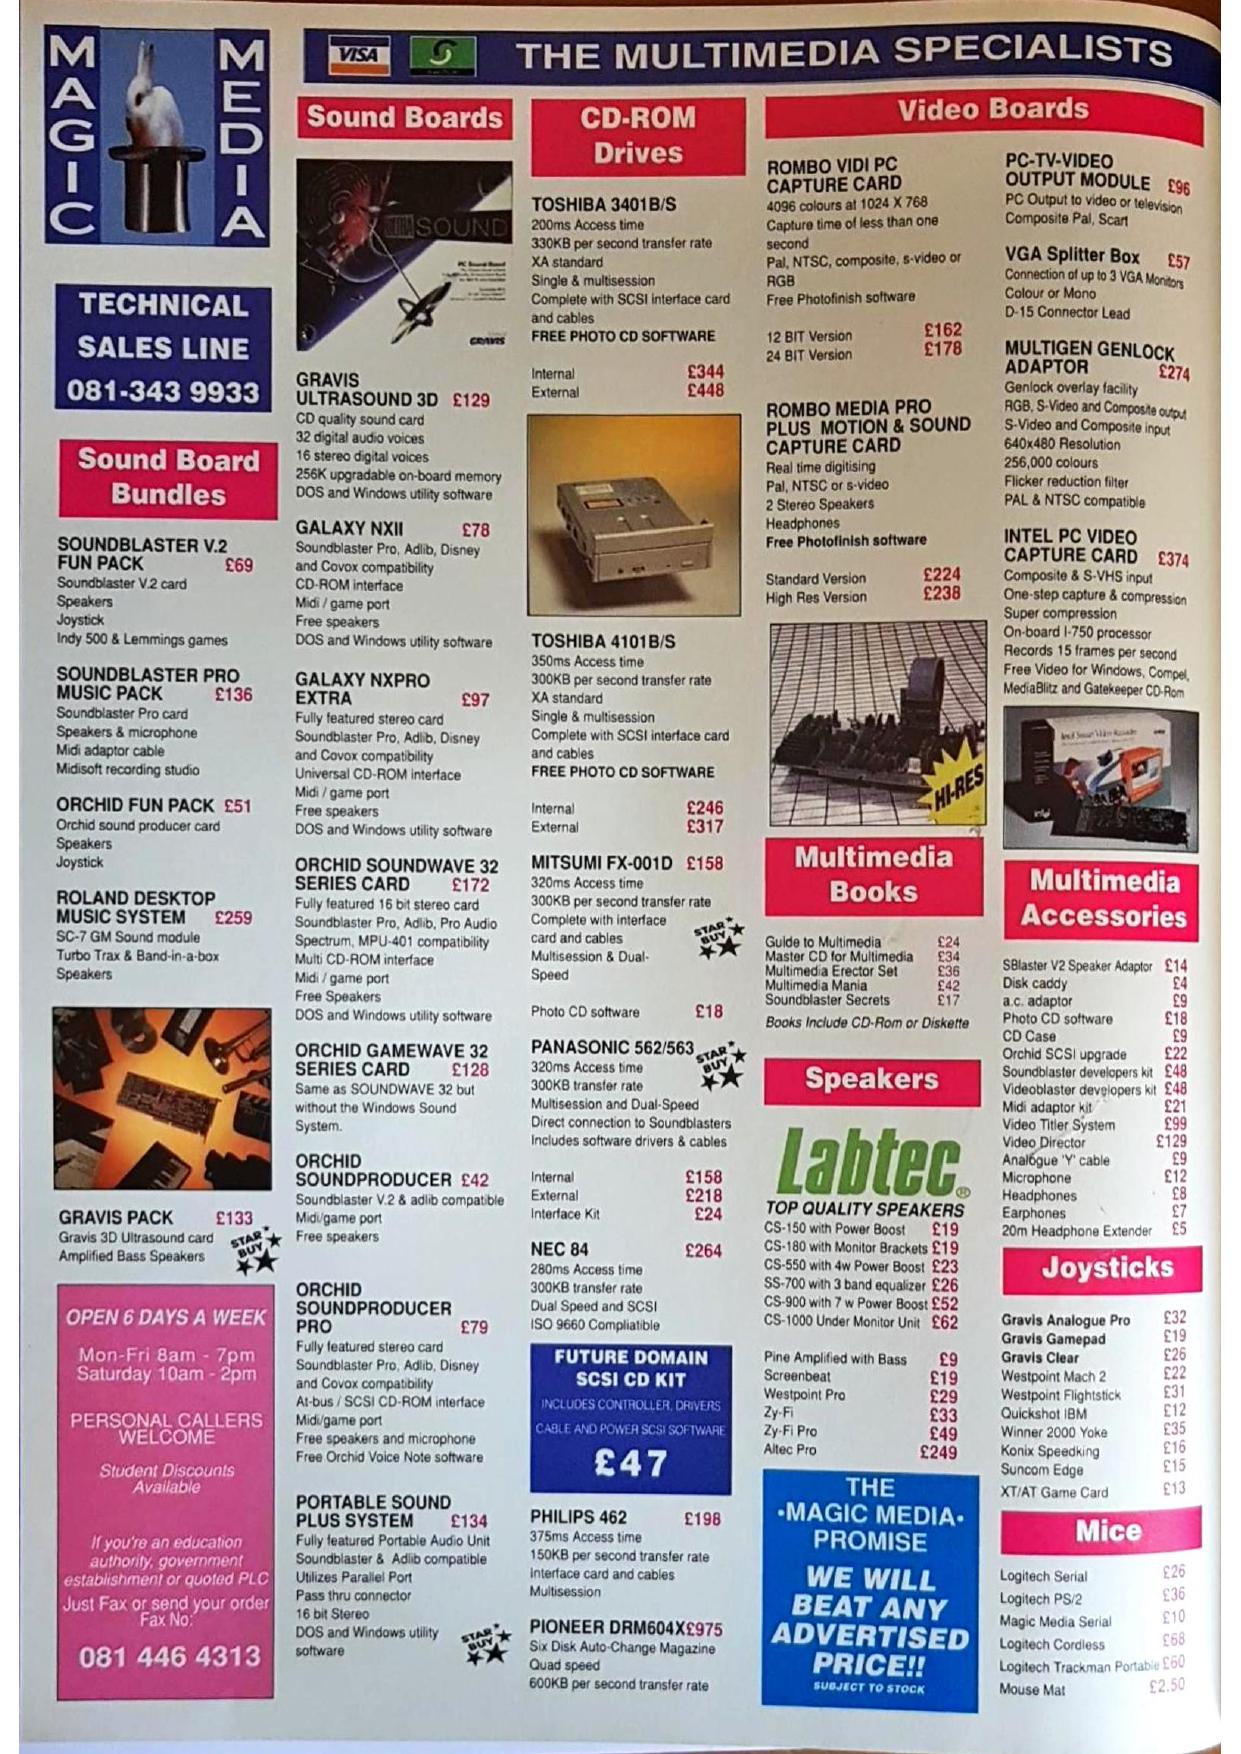 MAGIC
MEDIA
VISA
THE MULTIMEDIA SPECIALISTS
TECHNICAL
SALES LINE
081-343 9933
Sound Board
Bundles
SOUNDBLASTER V.2
FUN PACK £69
Soundblaster V.2 card
Speakers
Joystick
Indy 500 & Lemmings games
SOUNDBLASTER PRO
MUSIC PACK £136
Soundblaster Pro card
Speakers & microphone
Midi adaptor cable
Midisoft recording studio
ORCHID FUN PACK £51
Orchid sound producer card
Speakers
Joystick
ROLAND DESKTOP
MUSIC SYSTEM £259
SC-7 GM Sound module
Turbo Trax & Band-in-a-box
Speakers
GRAVIS PACK £133
Gravis 3D Ultrasound card
Amplified Bass Speakers
STAR
BUY
OPEN 6 DAYS A WEEK
Mon-Fri 8am - 7pm
Saturday 10am - 2pm
PERSONAL CALLERS
WELCOME
Student Discounts
Available
If you're an education
authority, government
establishment or quoted PLC
Just Fax or send your order
Fax No:
081 446 4313
Sound Boards
ULTRASOUND
GRAVIS
GRAVIS
ULTRASOUND 3D £129
CD quality sound card
32 digital audio voices
16 stereo digital voices
256K upgradable on-board memory
DOS and Windows utility software
GALAXY NXII £78
Soundblaster Pro, Adlib, Disney
and Covox compatibility
CD-ROM interface
Midi / game port
Free speakers
DOS and Windows utility software
GALAXY NXPRO
EXTRA £97
Fully featured stereo card
Soundblaster Pro, Adlib, Disney
and Covox compatibility
Universal CD-ROM interface
Midi / game port
Free speakers
DOS and Windows utility software
ORCHID SOUNDWAVE 32
SERIES CARD £172
Fully featured 16 bit stereo card
Soundblaster Pro, Adlib, Pro Audio
Spectrum, MPU-401 compatibility
Multi CD-ROM interface
Midi / game port
Free Speakers
DOS and Windows utility software
ORCHID GAMEWAVE 32
SERIES CARD £128
Same as SOUNDWAVE 32 but
without the Windows Sound
System.
ORCHID
SOUNDPRODUCER £42
Soundblaster V.2 & adlib compatible
Midi/game port
Free speakers
ORCHID
SOUNDPRODUCER
PRO £79
Fully featured stereo card
Soundblaster Pro, Adlib, Disney
and Covox compatibility
At-bus / SCSI CD-ROM interface
Midi/game port
Free speakers and microphone
Free Orchid Voice Note software
PORTABLE SOUND
PLUS SYSTEM £134
Fully featured Portable Audio Unit
Soundblaster & Adlib compatible
Utilizes Parallel Port
Pass thru connector
16 bit Stereo
DOS and Windows utility
software
STAR
BUY
CD-ROM
Drives
TOSHIBA 3401B/S
200ms Access time
330KB per second transfer rate
XA standard
Single & multisession
Complete with SCSI interface card
and cables
FREE PHOTO CD SOFTWARE
Internal £344
External £448
TOSHIBA 4101B/S
350ms Access time
300KB per second transfer rate
XA standard
Single & multisession
Complete with SCSI interface card
and cables
FREE PHOTO CD SOFTWARE
Internal £246
External £317
MITSUMI FX-001D £158
320ms Access time
300KB per second transfer rate
Complete with interface
card and cables
Multisession & Dual-
Speed
STAR
BUY
Photo CD software £18
PANASONIC 562/563
320ms Access time
300KB transfer rate
Multisession and Dual-Speed
Direct connection to Soundblasters
Includes software drivers & cables
STAR
BUY
Internal £158
External £218
Interface Kit £24
NEC 84 £264
280ms Access time
300KB transfer rate
Dual Speed and SCSI
ISO 9660 Compliatible
FUTURE DOMAIN
SCSI CD KIT
INCLUDES CONTROLLER, DRIVERS
CABLE AND POWER SCSI SOFTWARE
£47
PHILIPS 462 £198
375ms Access time
150KB per second transfer rate
Interface card and cables
Multisession
PIONEER DRM604X £975
Six Disk Auto-Change Magazine
Quad speed
600KB per second transfer rate
Video Boards
ROMBO VIDI PC
CAPTURE CARD
4096 colours at 1024 X 768
Capture time of less than one
second
Pal, NTSC, composite, s-video or
RGB
Free Photofinish software
12 BIT Version £162
24 BIT Version £178
ROMBO MEDIA PRO
PLUS MOTION & SOUND
CAPTURE CARD
Real time digitising
Pal, NTSC or s-video
2 Stereo Speakers
Headphones
Free Photofinish software
Standard Version £224
High Res Version £238
HI-RES
Multimedia
Books
Guide to Multimedia £24
Master CD for Multimedia £34
Multimedia Erector Set £36
Multimedia Mania £42
Soundblaster Secrets £17
Books Include CD-Rom or Diskette
Speakers
Labtec®
TOP QUALITY SPEAKERS
CS-150 with Power Boost £19
CS-180 with Monitor Brackets £19
CS-550 with 4w Power Boost £23
SS-700 with 3 band equalizer £26
CS-900 with 7 w Power Boost £52
CS-1000 Under Monitor Unit £62
Pine Amplified with Bass £9
Screenbeat £19
Westpoint Pro £29
Zy-Fi £33
Zy-Fi Pro £49
Altec Pro £249
THE
•MAGIC MEDIA•
PROMISE
WE WILL
BEAT ANY
ADVERTISED
PRICE!!
SUBJECT TO STOCK
PC-TV-VIDEO
OUTPUT MODULE £96
PC Output to video or television
Composite Pal, Scart
VGA Splitter Box £57
Connection of up to 3 VGA Monitors
Colour or Mono
D-15 Connector Lead
MULTIGEN GENLOCK
ADAPTOR £274
Genlock overlay facility
RGB, S-Video and Composite output
S-Video and Composite input
640x480 Resolution
256,000 colours
Flicker reduction filter
PAL & NTSC compatible
INTEL PC VIDEO
CAPTURE CARD £374
Composite & S-VHS input
One-step capture & compression
Super compression
On-board I-750 processor
Records 15 frames per second
Free Video for Windows, Compel,
MediaBlitz and Gatekeeper CD-Rom
Intel Smart Video Recorder
intel
Multimedia
Accessories
SBlaster V2 Speaker Adaptor £14
Disk caddy £4
a.c. adaptor £9
Photo CD software £18
CD Case £9
Orchid SCSI upgrade £22
Soundblaster developers kit £48
Videoblaster developers kit £48
Midi adaptor kit £21
Video Titler System £99
Video Director £129
Analogue 'Y' cable £9
Microphone £12
Headphones £8
Earphones £7
20m Headphone Extender £5
Joysticks
Gravis Analogue Pro £32
Gravis Gamepad £19
Gravis Clear £26
Westpoint Mach 2 £22
Westpoint Flightstick £31
Quickshot IBM £12
Winner 2000 Yoke £35
Konix Speedking £16
Suncom Edge £15
XT/AT Game Card £13
Mice
Logitech Serial £26
Logitech PS/2 £36
Magic Media Serial £10
Logitech Cordless £68
Logitech Trackman Portable £60
Mouse Mat £2.50